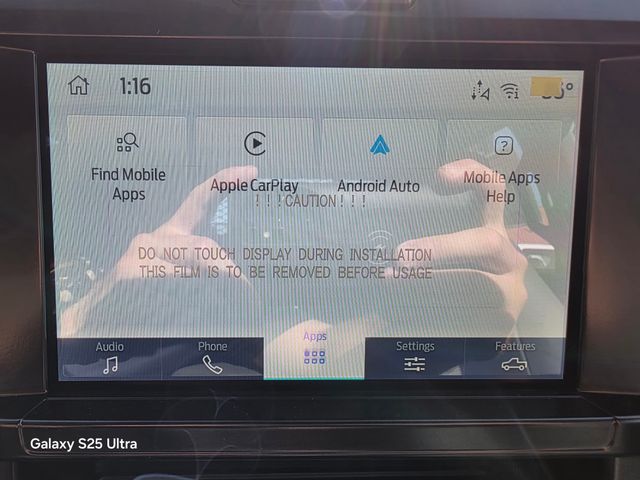 1:16
Find Mobile
Apps
Apple CarPlay
Android Auto
Mobile Apps
Help
! ! !CAUTION! ! !
DO NOT TOUCH DISPLAY DURING INSTALLATION
THIS FILM IS TO BE REMOVED BEFORE USAGE
Audio
Phone
Apps
Settings
Features
Galaxy S25 Ultra